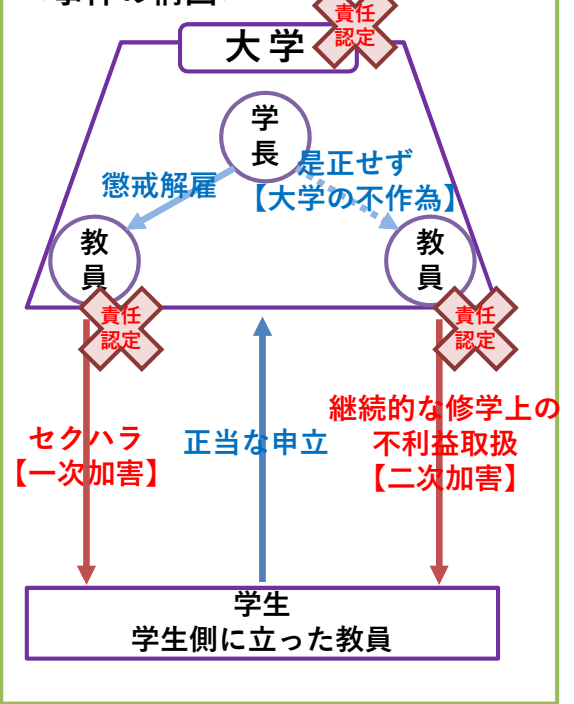 大学
責任
認定
学
長
懲戒解雇
是正せず
【大学の不作為】
教
員
教
員
責任
認定
責任
認定
セクハラ
【一次加害】
正当な申立
継続的な修学上の
不利益取扱
【二次加害】
学生
学生側に立った教員